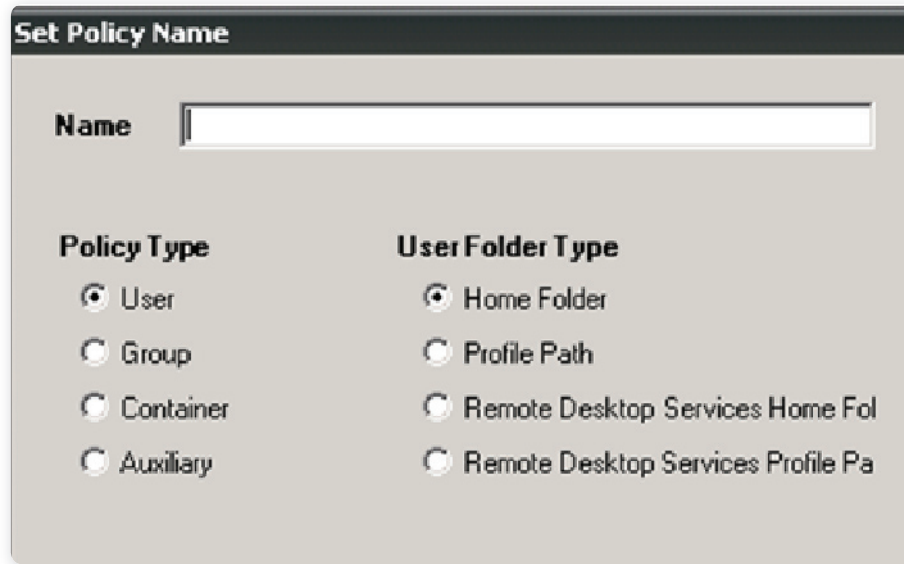 Set Policy Name
Name
Policy Type
User Folder Type
User
Home Folder
Group
Profile Path
Container
Remote Desktop Services Home Fol
Auxiliary
Remote Desktop Services Profile Pa